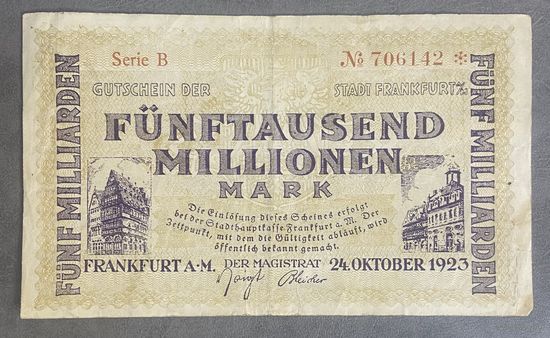 Serie B № 706142 *
GUTSCHEIN DER STADT FRANKFURT a/M
FÜNF MILLIARDEN
FÜNFTAUSEND
MILLIONEN
MARK
Die Einlösung dieses Scheines erfolgt
bei der Stadthauptkasse Frankfurt a. M. Der
Zeitpunkt, mit dem die Gültigkeit abläuft, wird
öffentlich bekannt gemacht.
FRANKFURT A·M. DER MAGISTRAT 24.OKTOBER 1923
FÜNF MILLIARDEN